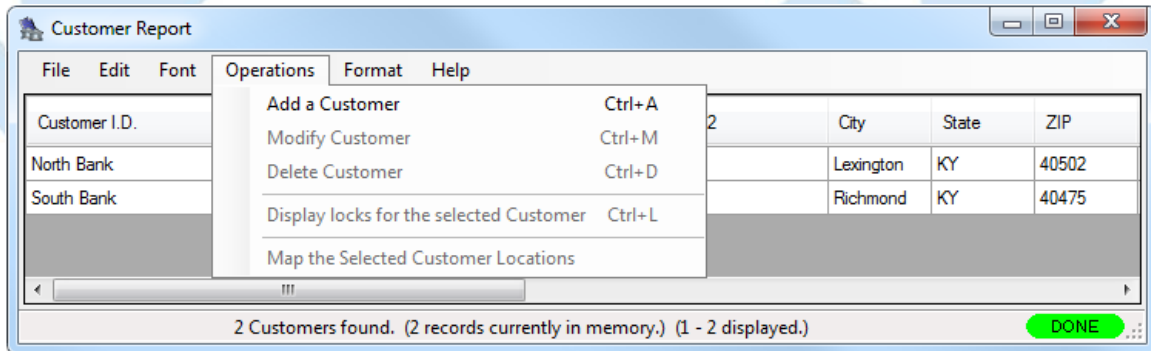 Customer Report
File Edit Font Operations Format Help
Add a Customer Ctrl+A
Modify Customer Ctrl+M
Delete Customer Ctrl+D
Display locks for the selected Customer Ctrl+L
Map the Selected Customer Locations
Customer I.D. 2 City State ZIP
North Bank Lexington KY 40502
South Bank Richmond KY 40475
2 Customers found. (2 records currently in memory.) (1 - 2 displayed.) DONE